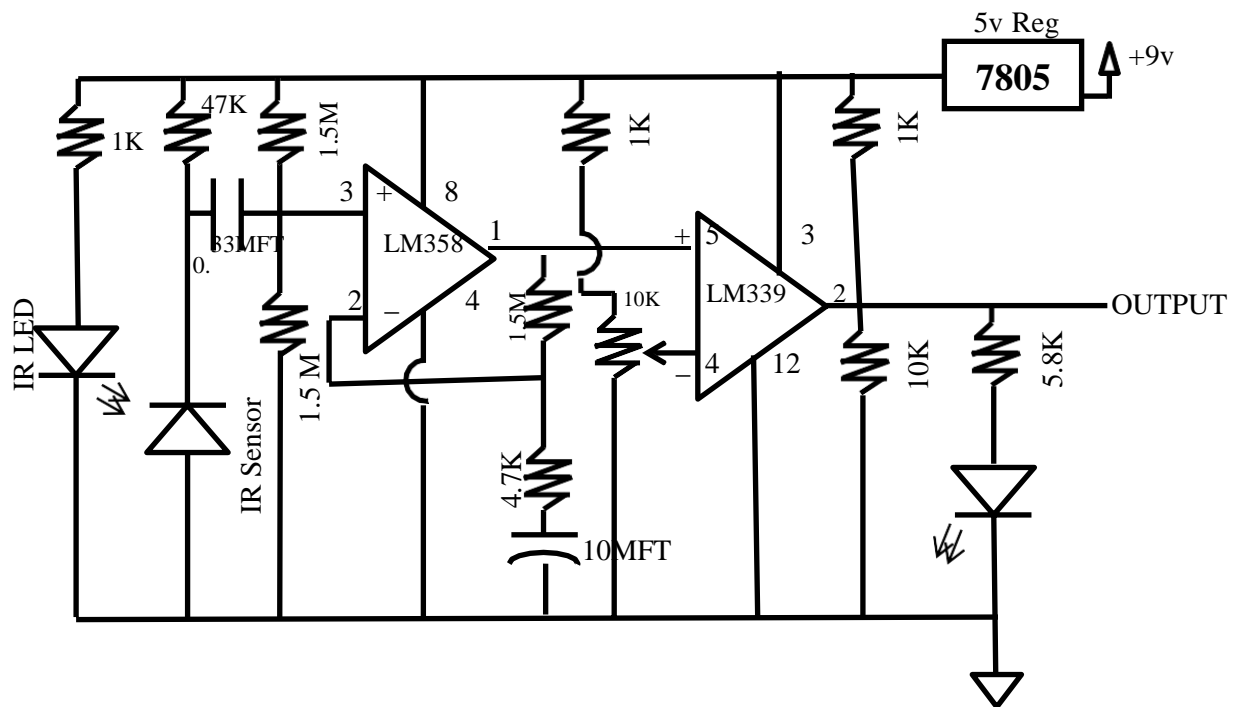 5v Reg
7805
+9v
1K
47K
1.5M
1K
1K
3
+
8
LM358
1
2
−
4
0.
33MFT
1.5M
10K
+
5
3
LM339
2
OUTPUT
4
−
12
IR LED
1.5 M
IR Sensor
10K
5.8K
4.7K
10MFT